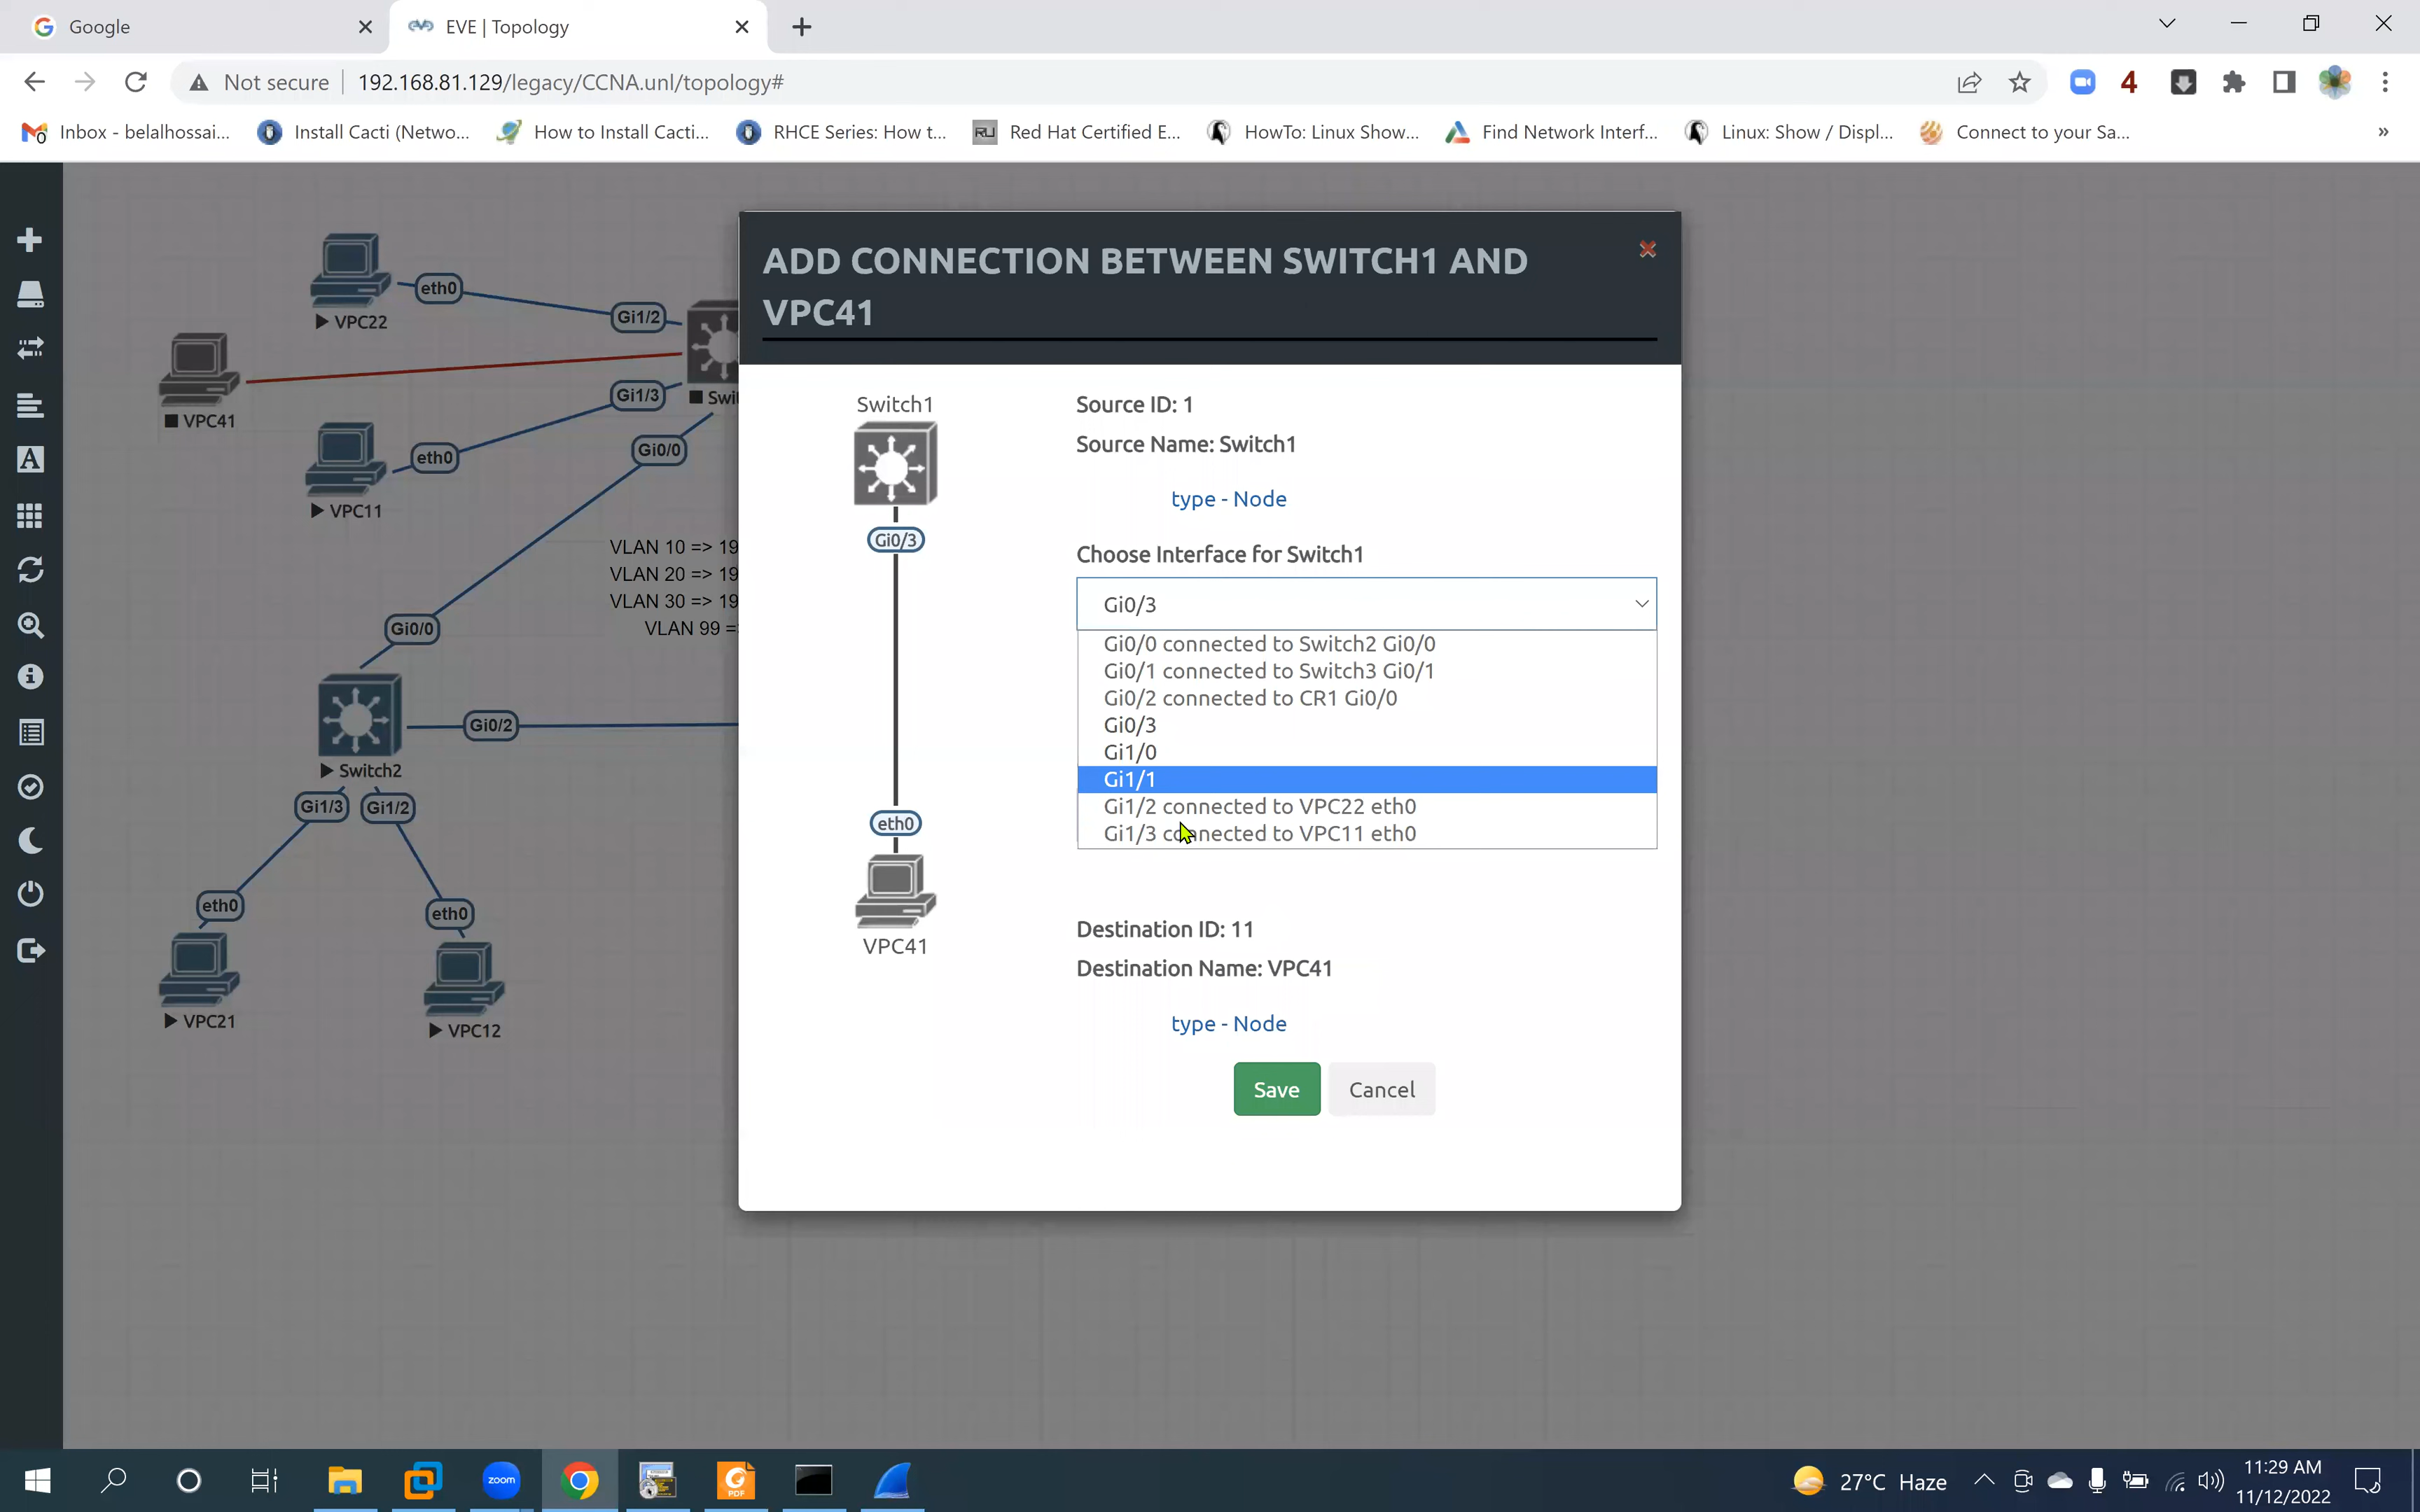 Google
EVE | Topology
Not secure
192.168.81.129/legacy/CCNA.unl/topology#
4
Inbox - belalhossai...
Install Cacti (Netwo...
How to Install Cacti...
RHCE Series: How t...
RU
Red Hat Certified E...
HowTo: Linux Show...
Find Network Interf...
Linux: Show / Displ...
Connect to your Sa...
»
ADD CONNECTION BETWEEN SWITCH1 AND
VPC41
VPC22
eth0
Gi1/2
VPC41
Gi1/3
Swi
VPC11
eth0
Gi0/0
VLAN 10 => 19
VLAN 20 => 19
VLAN 30 => 19
VLAN 99 =
Gi0/0
Switch2
Gi0/2
Gi1/3
Gi1/2
eth0
eth0
VPC21
VPC12
Switch1
Gi0/3
eth0
VPC41
Source ID: 1
Source Name: Switch1
type - Node
Choose Interface for Switch1
Gi0/3
Gi0/0 connected to Switch2 Gi0/0
Gi0/1 connected to Switch3 Gi0/1
Gi0/2 connected to CR1 Gi0/0
Gi0/3
Gi1/0
Gi1/1
Gi1/2 connected to VPC22 eth0
Gi1/3 connected to VPC11 eth0
Destination ID: 11
Destination Name: VPC41
type - Node
Save
Cancel
zoom
PDF
27°C Haze
11:29 AM
11/12/2022